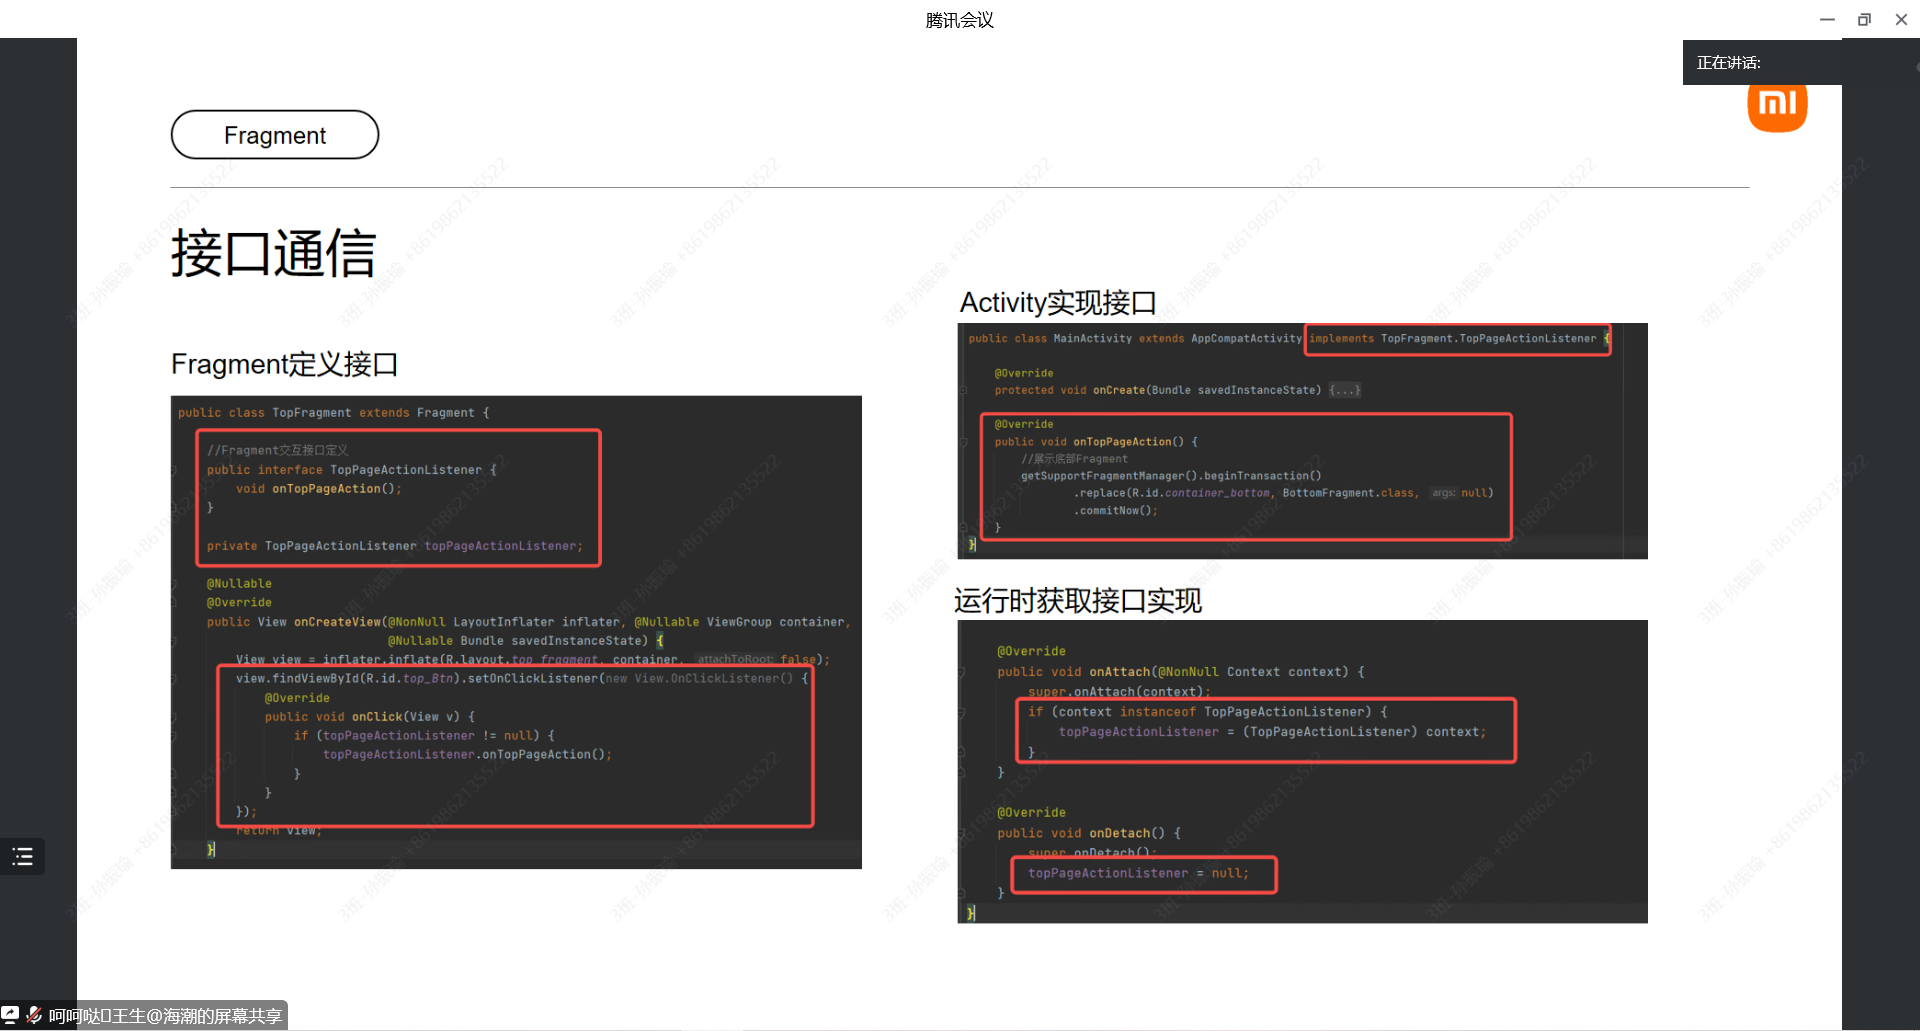 腾讯会议
正在讲话:
Fragment
接口通信
Fragment定义接口
public class TopFragment extends Fragment {
//Fragment交互接口定义
public interface TopPageActionListener {
void onTopPageAction();
}
private TopPageActionListener topPageActionListener;
@Nullable
@Override
public View onCreateView(@NonNull LayoutInflater inflater, @Nullable ViewGroup container,
@Nullable Bundle savedInstanceState) {
View view = inflater.inflate(R.layout.top_fragment, container, attachToRoot: false);
view.findViewById(R.id.top_Btn).setOnClickListener(new View.OnClickListener() {
@Override
public void onClick(View v) {
if (topPageActionListener != null) {
topPageActionListener.onTopPageAction();
}
}
});
return view;
}
Activity实现接口
public class MainActivity extends AppCompatActivity implements TopFragment.TopPageActionListener {
@Override
protected void onCreate(Bundle savedInstanceState) {...}
@Override
public void onTopPageAction() {
//展示底部Fragment
getSupportFragmentManager().beginTransaction()
.replace(R.id.container_bottom, BottomFragment.class, args: null)
.commitNow();
}
}
运行时获取接口实现
@Override
public void onAttach(@NonNull Context context) {
super.onAttach(context);
if (context instanceof TopPageActionListener) {
topPageActionListener = (TopPageActionListener) context;
}
}
@Override
public void onDetach() {
super.onDetach();
topPageActionListener = null;
}
}
3班-孙振瑜 +8619862135522
呵呵哒王生@海潮的屏幕共享